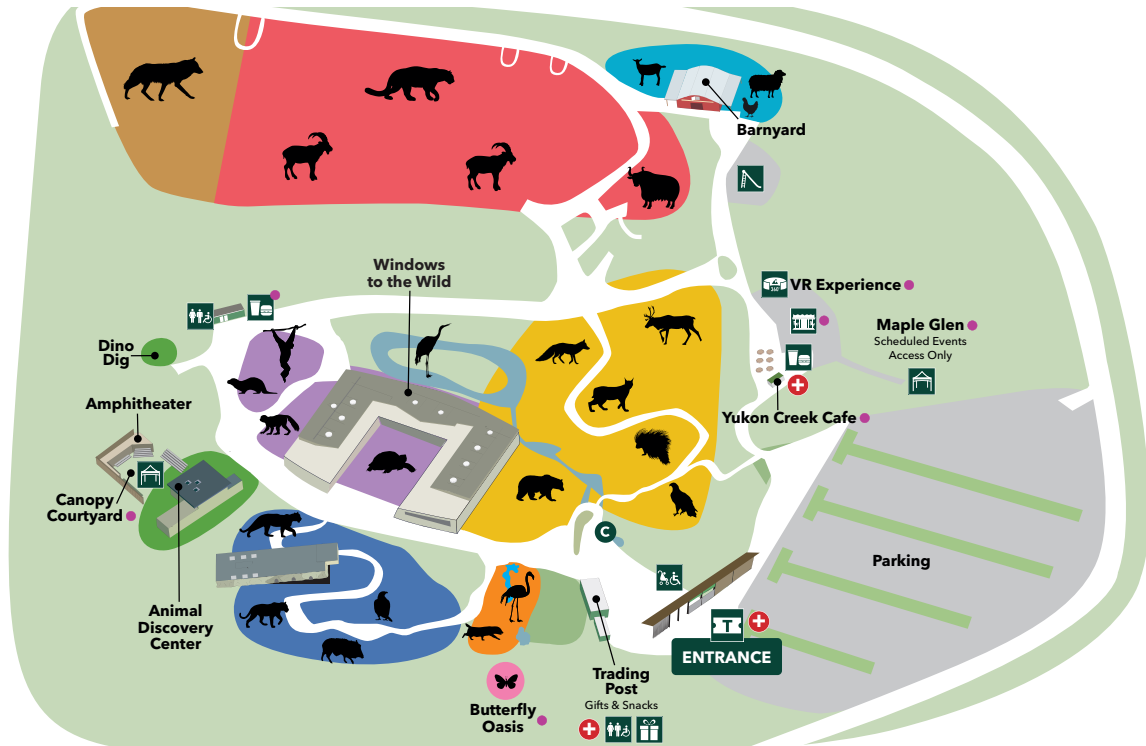 Barnyard
Windows
to the Wild
360°
VR Experience
Maple Glen
Scheduled Events
Access Only
Dino
Dig
Amphitheater
Yukon Creek Cafe
Canopy
Courtyard
C
Parking
Animal
Discovery
Center
T
ENTRANCE
Trading
Post
Gifts & Snacks
Butterfly
Oasis